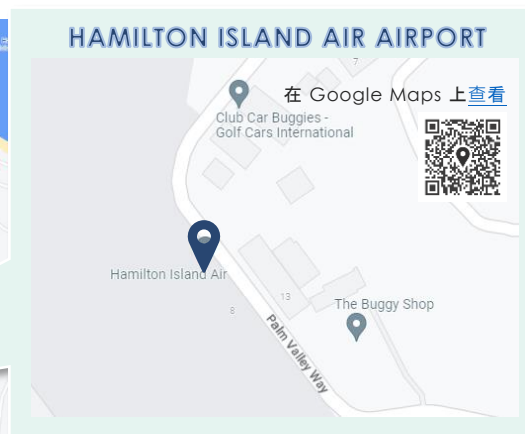 HAMILTON ISLAND AIR AIRPORT
7
在 Google Maps 上查看
Club Car Buggies -
Golf Cars International
Hamilton Island Air
13
8
The Buggy Shop
Palm Valley Way